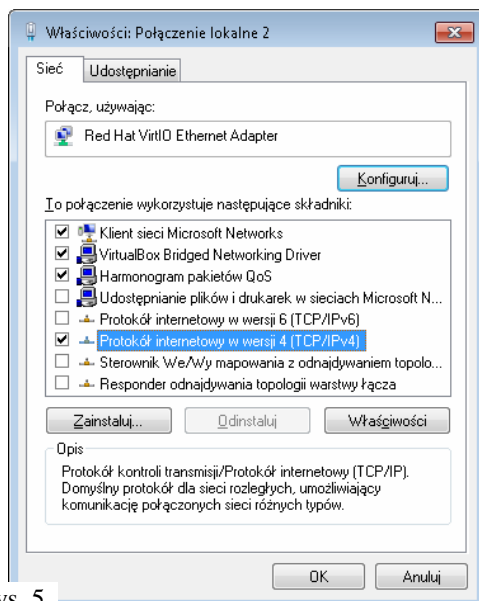 Właściwości: Połączenie lokalne 2
Sieć Udostępnianie
Połącz, używając:
Red Hat VirtIO Ethernet Adapter
Konfiguruj...
To połączenie wykorzystuje następujące składniki:
Klient sieci Microsoft Networks
VirtualBox Bridged Networking Driver
Harmonogram pakietów QoS
Udostępnianie plików i drukarek w sieciach Microsoft N...
Protokół internetowy w wersji 6 (TCP/IPv6)
Protokół internetowy w wersji 4 (TCP/IPv4)
Sterownik We/Wy mapowania z odnajdywaniem topolo...
Responder odnajdywania topologii warstwy łącza
Zainstaluj... Odinstaluj Właściwości
Opis
Protokół kontroli transmisji/Protokół internetowy (TCP/IP).
Domyślny protokół dla sieci rozległych, umożliwiający
komunikację połączonych sieci różnych typów.
OK Anuluj
5